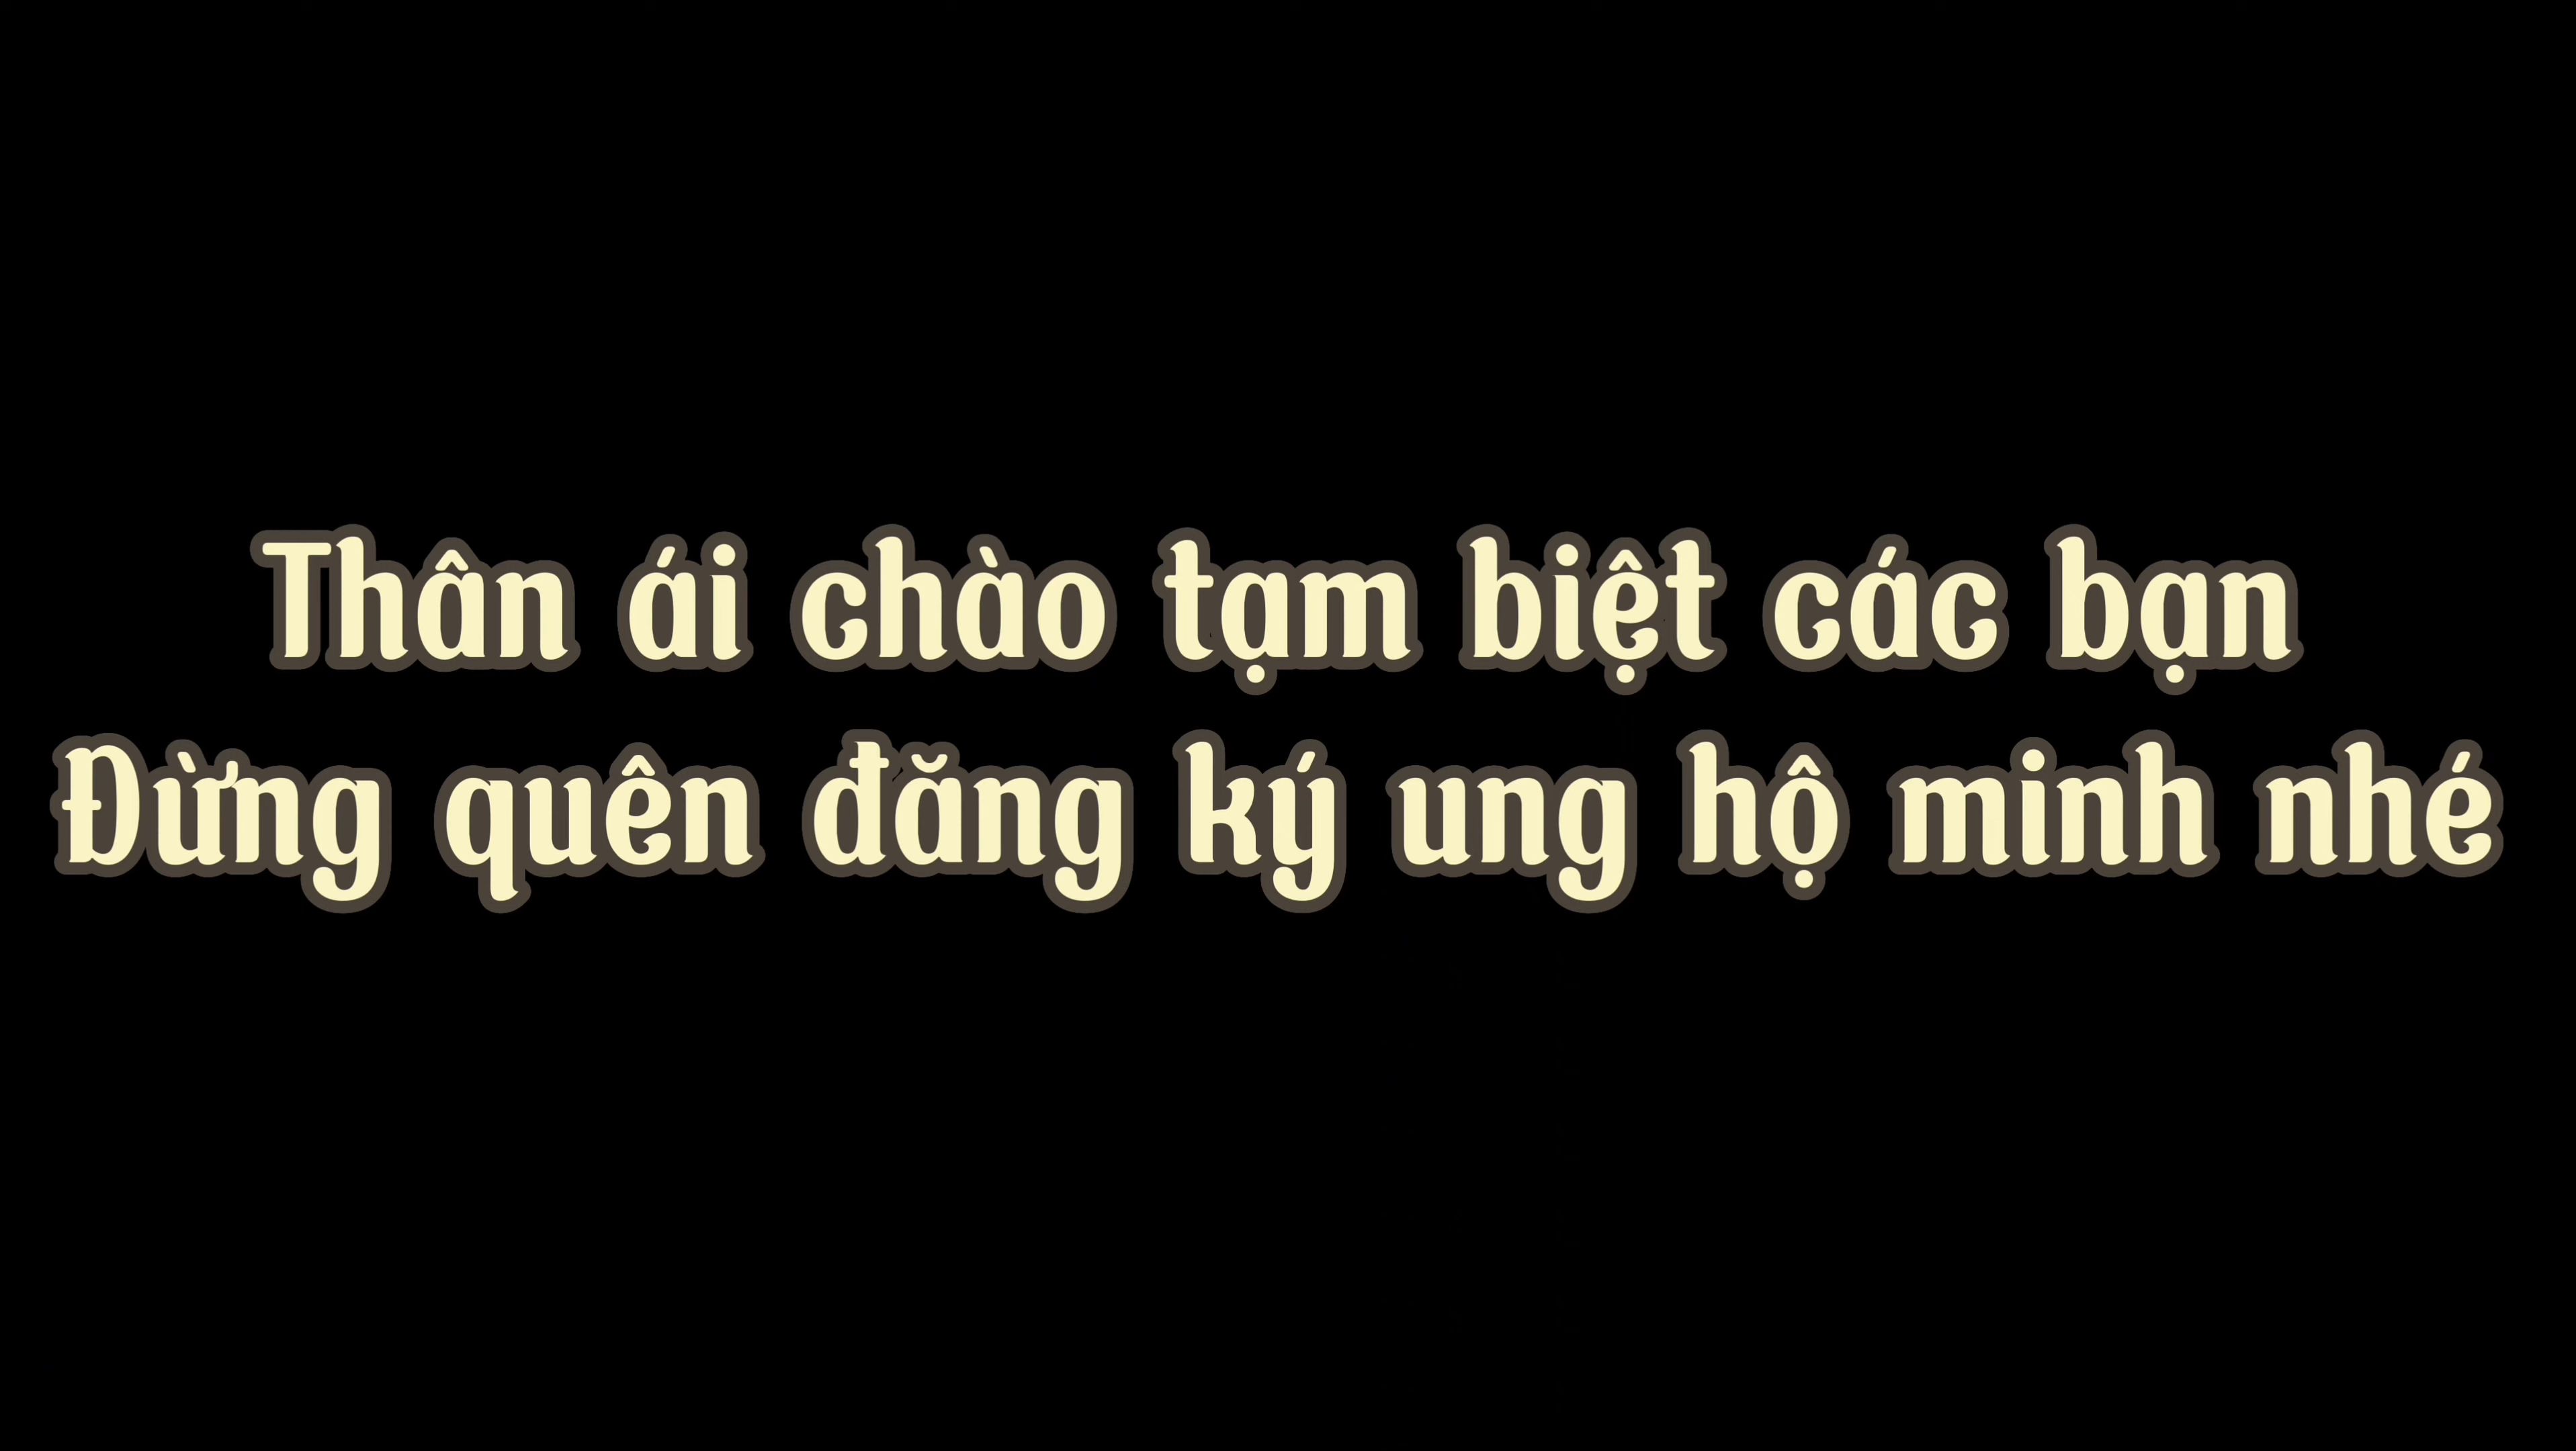 Thân ái chào tạm biệt các bạn
Đừng quên đăng ký ung hộ minh nhé